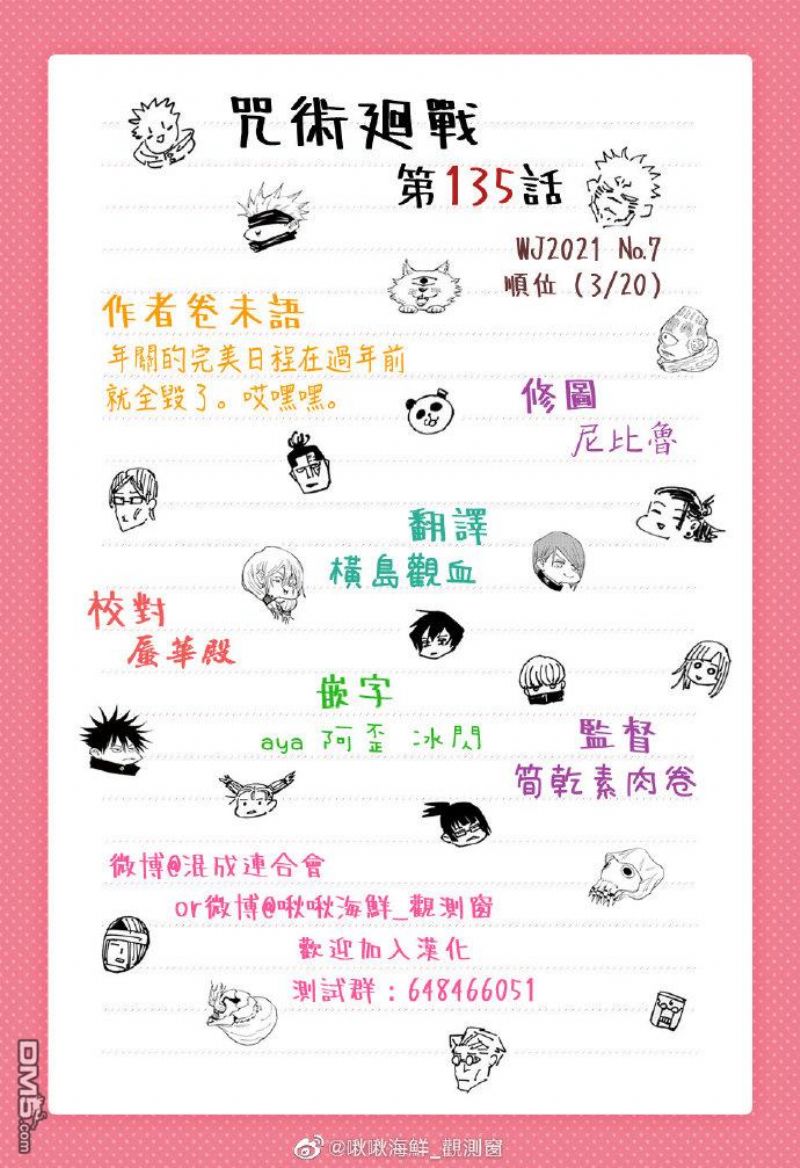 咒術廻戰
第135話
WJ2021 No.7
順位 (3/20)
作者卷末語
年關的完美日程在過年前
就全毀了。哎嘿嘿。
修圖
尼比魯
翻譯
橫島觀血
校對
蜃華殿
嵌字
aya 阿歪 冰閃
監督
筍乾素肉卷
微博@混成連合會
or微博@啾啾海鮮_觀測窗
歡迎加入漢化
測試群:648466051
DM5.com
@啾啾海鮮_觀測窗